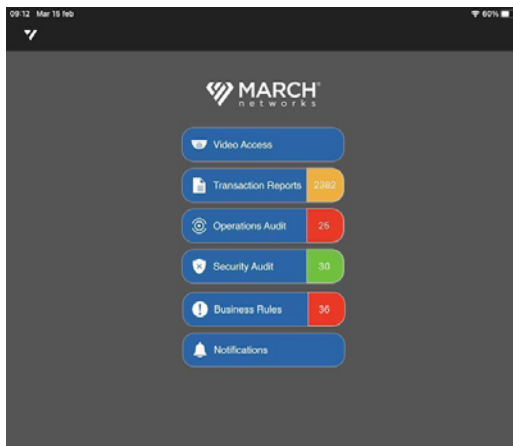 09:12 Mar 15 feb
60%
MARCH
networks
Video Access
Transaction Reports 2382
Operations Audit 25
Security Audit 30
Business Rules 36
Notifications